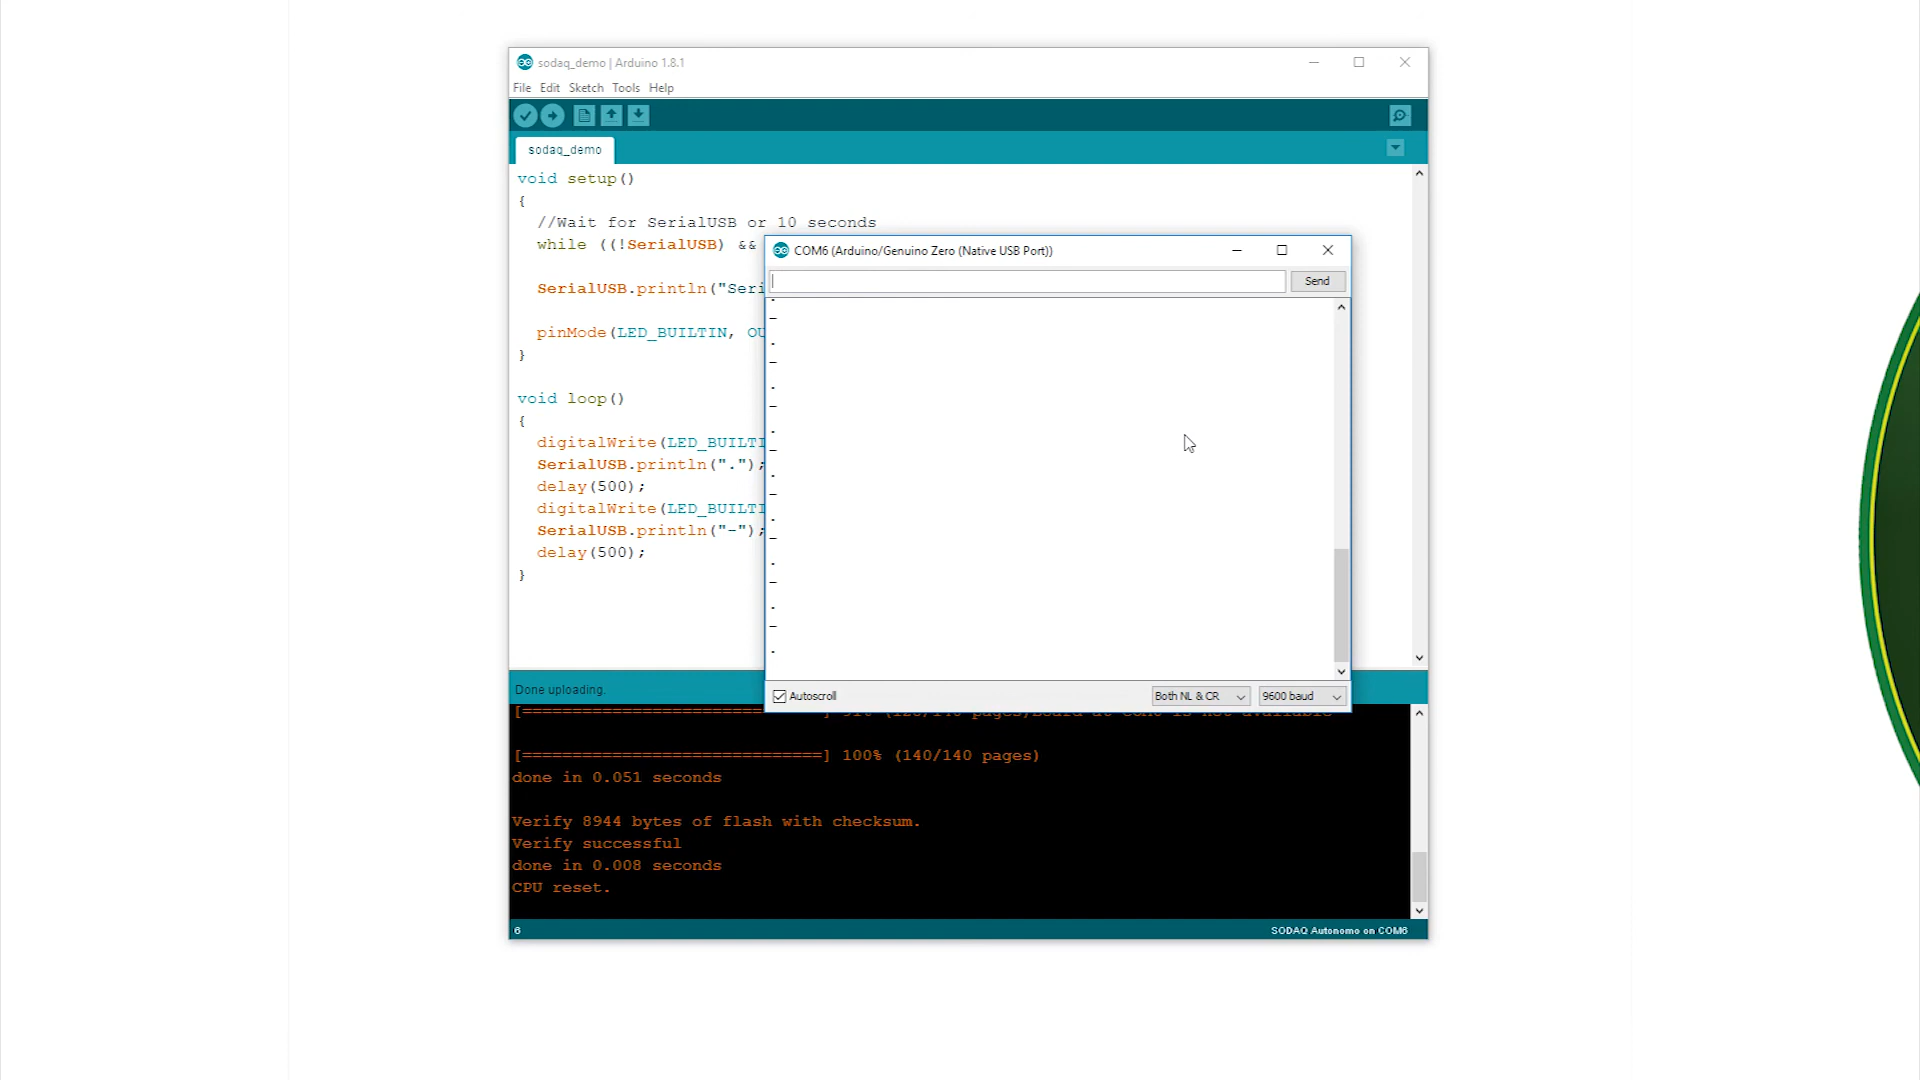 sodaq_demo | Arduino 1.8.1
File Edit Sketch Tools Help
sodaq_demo
void setup()
{
//Wait for SerialUSB or 10 seconds
while ((!SerialUSB) &&
SerialUSB.println("Seri
pinMode(LED_BUILTIN, OU
}
void loop()
{
digitalWrite(LED_BUILTI
SerialUSB.println(".");
delay(500);
digitalWrite(LED_BUILTI
SerialUSB.println("-");
delay(500);
}
COM6 (Arduino/Genuino Zero (Native USB Port))
Send
.
-
.
-
.
-
.
-
.
-
.
-
.
-
.
-
.
Autoscroll
Both NL & CR
9600 baud
Done uploading.
[==============================] 100% (140/140 pages)
done in 0.051 seconds
Verify 8944 bytes of flash with checksum.
Verify successful
done in 0.008 seconds
CPU reset.
6
SODAQ Autonomo on COM6